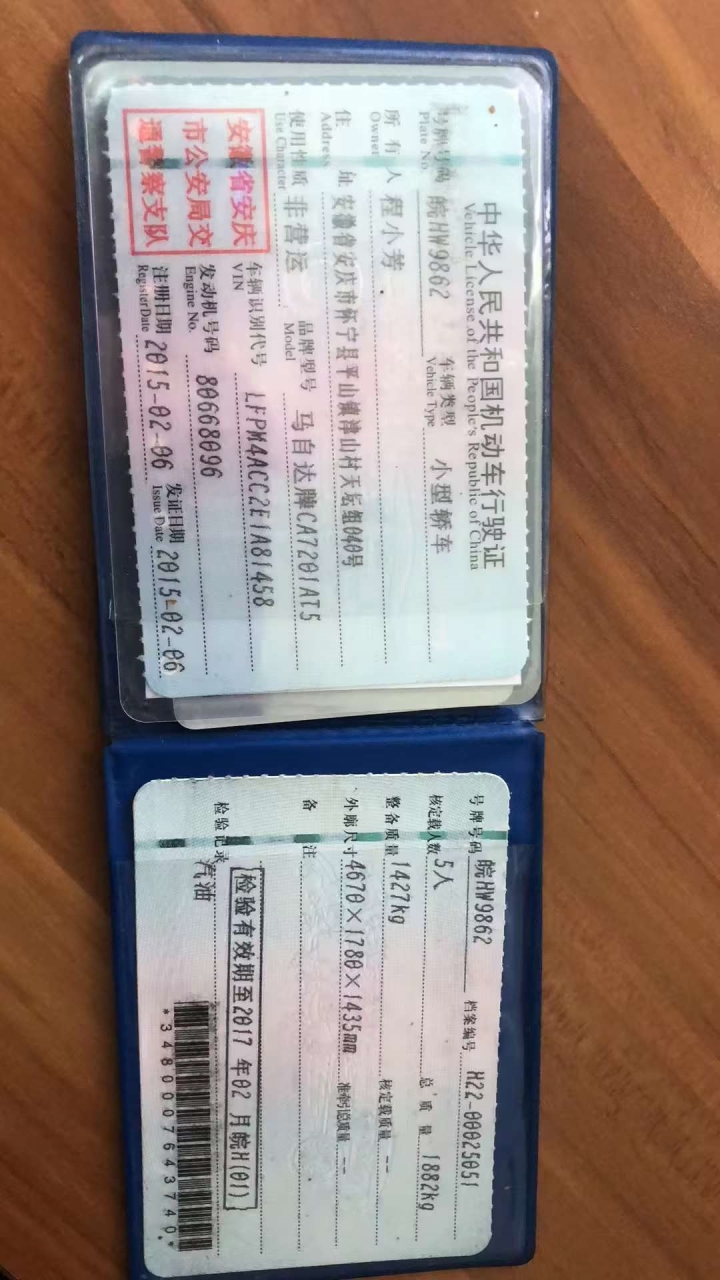 中华人民共和国机动车行驶证
Vehicle License of the People's Republic of China
号牌号码 皖HW9862 车辆类型 小型轿车
Plate No. Vehicle Type
所有人 程小芳
Owner
住址 安徽省安庆市怀宁县平山镇津山村天坛组040号
Address
使用性质 非营运 品牌型号 马自达牌CA7201AT5
Use Character Model
安徽省安庆
市公安局交
通警察支队
车辆识别代号 LFPM4ACC2E1A81458
VIN
发动机号码 80668096
Engine No.
注册日期 2015-02-06 发证日期 2015-02-06
Register Date Issue Date
号牌号码 皖HW9862 档案编号 H22-00025051
核定载人数 5人 总质量 1882kg
整备质量 1427kg 核定载质量 --
外廓尺寸 4670×1780×1435mm 准牵引总质量 --
备注
检验有效期至2017年02月皖H(01)
检验记录
汽油
*3480007643740*